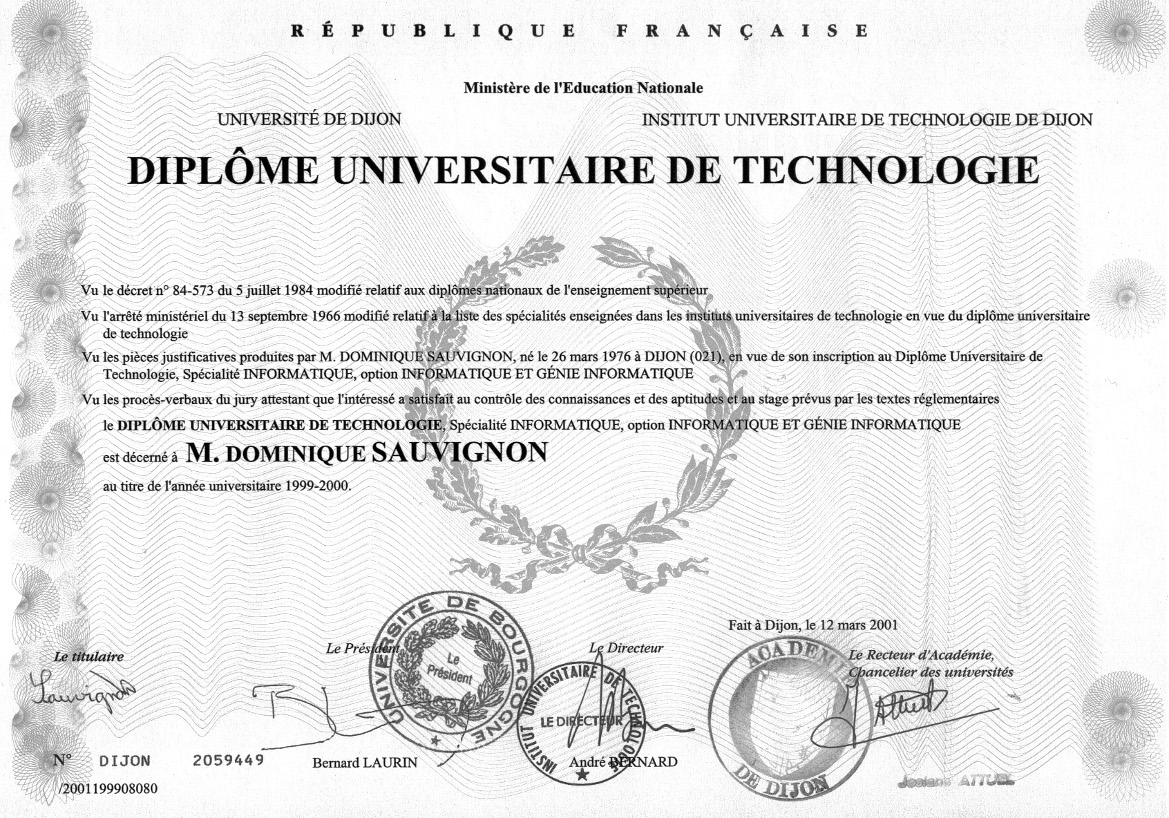 RÉPUBLIQUE FRANÇAISE
Ministère de l'Education Nationale
UNIVERSITÉ DE DIJON
INSTITUT UNIVERSITAIRE DE TECHNOLOGIE DE DIJON
DIPLÔME UNIVERSITAIRE DE TECHNOLOGIE
Vu le décret n° 84-573 du 5 juillet 1984 modifié relatif aux diplômes nationaux de l'enseignement supérieur
Vu l'arrêté ministériel du 13 septembre 1966 modifié relatif à la liste des spécialités enseignées dans les instituts universitaires de technologie en vue du diplôme universitaire
de technologie
Vu les pièces justificatives produites par M. DOMINIQUE SAUVIGNON, né le 26 mars 1976 à DIJON (021), en vue de son inscription au Diplôme Universitaire de
Technologie, Spécialité INFORMATIQUE, option INFORMATIQUE ET GÉNIE INFORMATIQUE
Vu les procès-verbaux du jury attestant que l'intéressé a satisfait au contrôle des connaissances et des aptitudes et au stage prévus par les textes réglementaires
le DIPLÔME UNIVERSITAIRE DE TECHNOLOGIE, Spécialité INFORMATIQUE, option INFORMATIQUE ET GÉNIE INFORMATIQUE
est décerné à M. DOMINIQUE SAUVIGNON
au titre de l'année universitaire 1999-2000.
Fait à Dijon, le 12 mars 2001
Le titulaire
Sauvignon
Le Président
UNIVERSITE DE BOURGOGNE
Le
Président
Le Directeur
INSTITUT UNIVERSITAIRE DE TECHNOLOGIE
LE DIRECTEUR
Le Recteur d'Académie,
Chancelier des universités
ACADEMIE
DE DIJON
Attuel
N° DIJON 2059449
Bernard LAURIN
André BERNARD
Josiane ATTUEL
/2001199908080